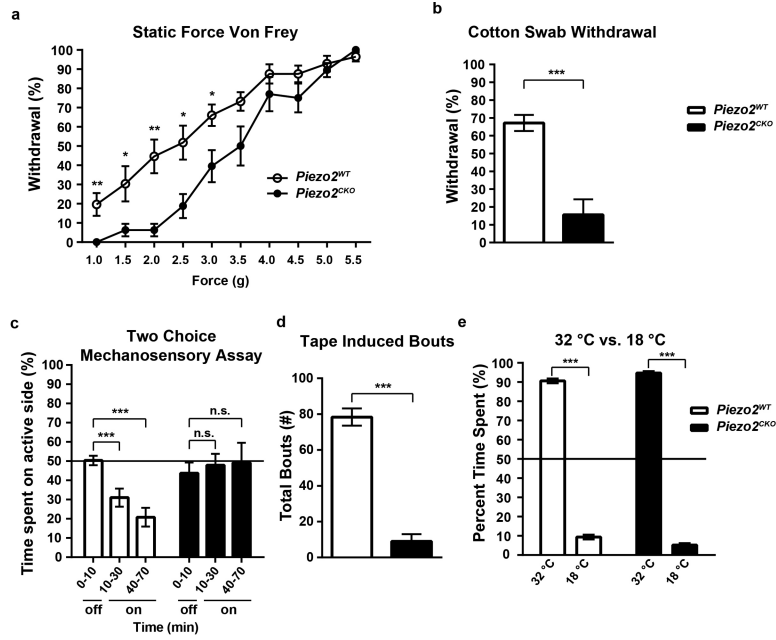 a
Static Force Von Frey
Withdrawal (%)
100
90
80
70
60
50
40
30
20
10
0
**
*
**
*
*
Piezo2WT
Piezo2CKO
1.0 1.5 2.0 2.5 3.0 3.5 4.0 4.5 5.0 5.5
Force (g)
b
Cotton Swab Withdrawal
Withdrawal (%)
100
90
80
70
60
50
40
30
20
10
0
***
Piezo2WT
Piezo2CKO
c
Two Choice
Mechanosensory Assay
Time spent on active side (%)
100
90
80
70
60
50
40
30
20
10
0
***
***
n.s.
n.s.
0-10 10-30 40-70 0-10 10-30 40-70
off on off on
Time (min)
d
Tape Induced Bouts
Total Bouts (#)
100
80
60
40
20
0
***
e
32 °C vs. 18 °C
Percent Time Spent (%)
100
90
80
70
60
50
40
30
20
10
0
***
***
32 °C 18 °C 32 °C 18 °C
Piezo2WT
Piezo2CKO